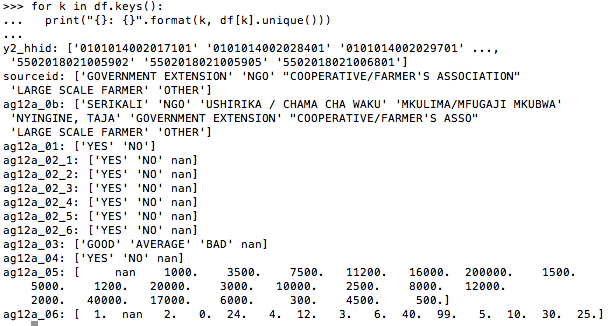 >>> for k in df.keys():
...   print("{}: {}".format(k, df[k].unique()))
...
y2_hhid: ['0101014002017101' '0101014002028401' '0101014002029701' ...,
 '5502018021005902' '5502018021005905' '5502018021006801']
sourceid: ['GOVERNMENT EXTENSION' 'NGO' "COOPERATIVE/FARMER'S ASSOCIATION"
 'LARGE SCALE FARMER' 'OTHER']
ag12a_0b: ['SERIKALI' 'NGO' 'USHIRIKA / CHAMA CHA WAKU' 'MKULIMA/MFUGAJI MKUBWA'
 'NYINGINE, TAJA' 'GOVERNMENT EXTENSION' "COOPERATIVE/FARMER'S ASSO"
 'LARGE SCALE FARMER' 'OTHER']
ag12a_01: ['YES' 'NO']
ag12a_02_1: ['YES' 'NO' nan]
ag12a_02_2: ['YES' 'NO' nan]
ag12a_02_3: ['YES' 'NO' nan]
ag12a_02_4: ['YES' 'NO' nan]
ag12a_02_5: ['YES' 'NO' nan]
ag12a_02_6: ['YES' 'NO' nan]
ag12a_03: ['GOOD' 'AVERAGE' 'BAD' nan]
ag12a_04: ['YES' 'NO' nan]
ag12a_05: [     nan    1000.    3500.    7500.   11200.   16000.  200000.    1500.
    5000.    1200.   20000.    3000.   10000.    2500.    8000.   12000.
    2000.   40000.   17000.    6000.     300.    4500.     500.]
ag12a_06: [  1.  nan   2.   0.  24.   4.  12.   3.   6.  40.  99.   5.  10.  30.  25.]